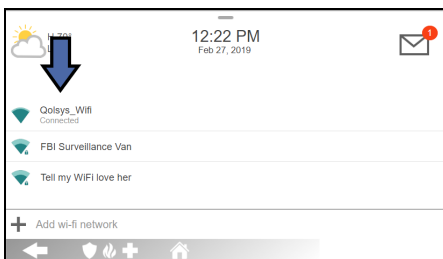 H 70°
L
12:22 PM
Feb 27, 2019
1
Qolsys_Wifi
Connected
FBI Surveillance Van
Tell my WiFi love her
Add wi-fi network